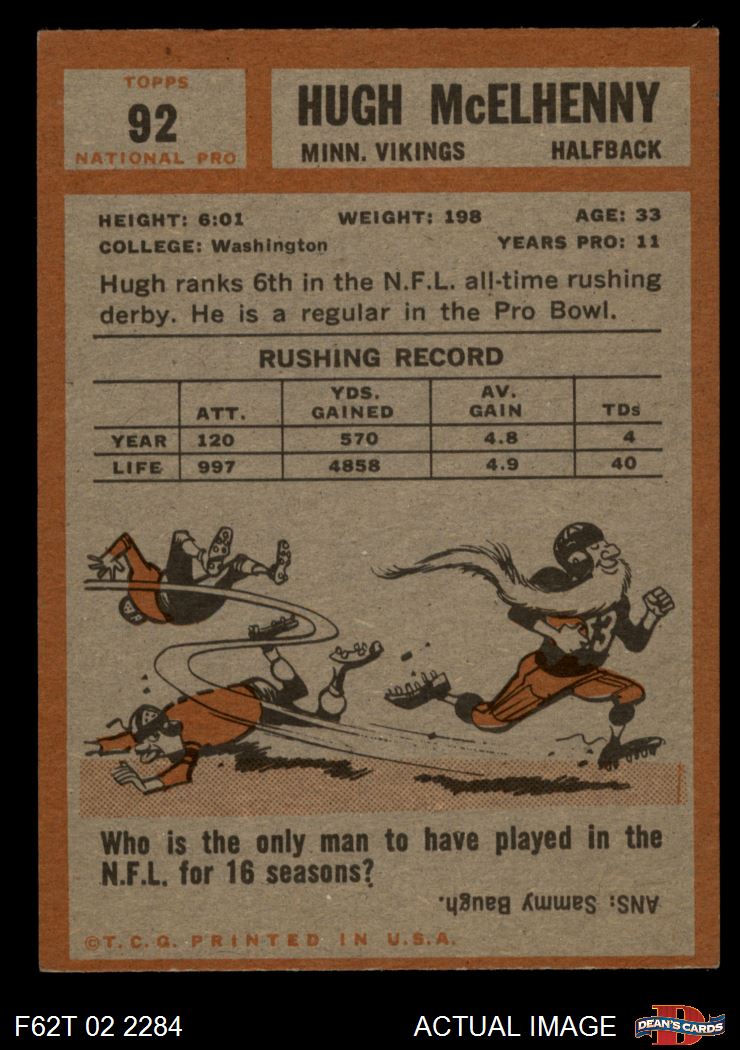 TOPPS
92
NATIONAL PRO
HUGH McELHENNY
MINN. VIKINGS HALFBACK
HEIGHT: 6:01 WEIGHT: 198 AGE: 33
COLLEGE: Washington YEARS PRO: 11
Hugh ranks 6th in the N.F.L. all-time rushing
derby. He is a regular in the Pro Bowl.
RUSHING RECORD
ATT. YDS. GAINED AV. GAIN TDs
YEAR 120 570 4.8 4
LIFE 997 4858 4.9 40
Who is the only man to have played in the
N.F.L. for 16 seasons?
ANS: Sammy Baugh.
©T.C.G. PRINTED IN U.S.A.
F62T 02 2284 ACTUAL IMAGE
DEAN'S CARDS